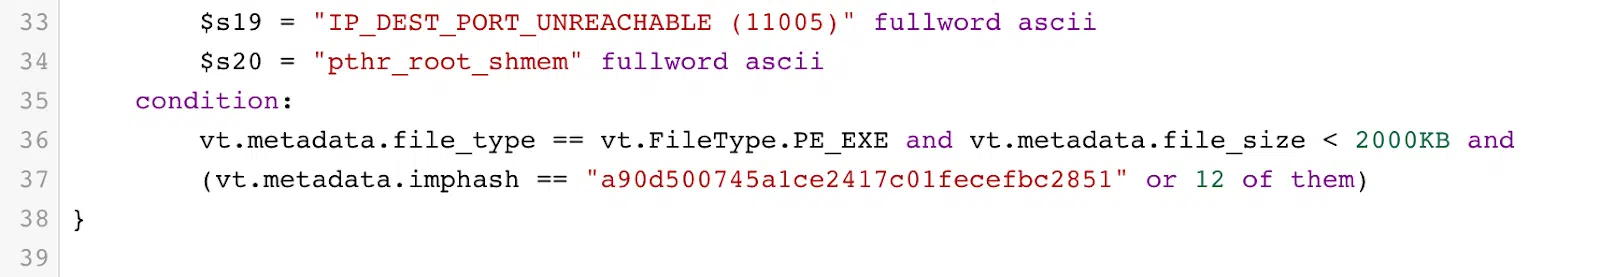 33 $s19 = "IP_DEST_PORT_UNREACHABLE (11005)" fullword ascii
34 $s20 = "pthr_root_shmem" fullword ascii
35 condition:
36 vt.metadata.file_type == vt.FileType.PE_EXE and vt.metadata.file_size < 2000KB and
37 (vt.metadata.imphash == "a90d500745a1ce2417c01fecefbc2851" or 12 of them)
38 }
39